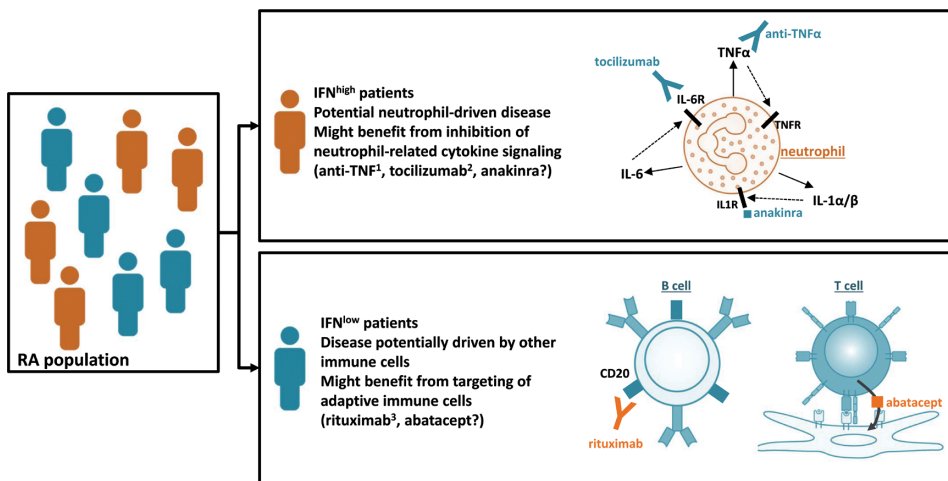 RA population
IFNhigh patients
Potential neutrophil-driven disease
Might benefit from inhibition of
neutrophil-related cytokine signaling
(anti-TNF1, tocilizumab2, anakinra?)
anti-TNFα
TNFα
tocilizumab
IL-6R
TNFR
neutrophil
IL-6
IL1R
IL-1α/β
anakinra
IFNlow patients
Disease potentially driven by other
immune cells
Might benefit from targeting of
adaptive immune cells
(rituximab3, abatacept?)
B cell
CD20
rituximab
T cell
abatacept